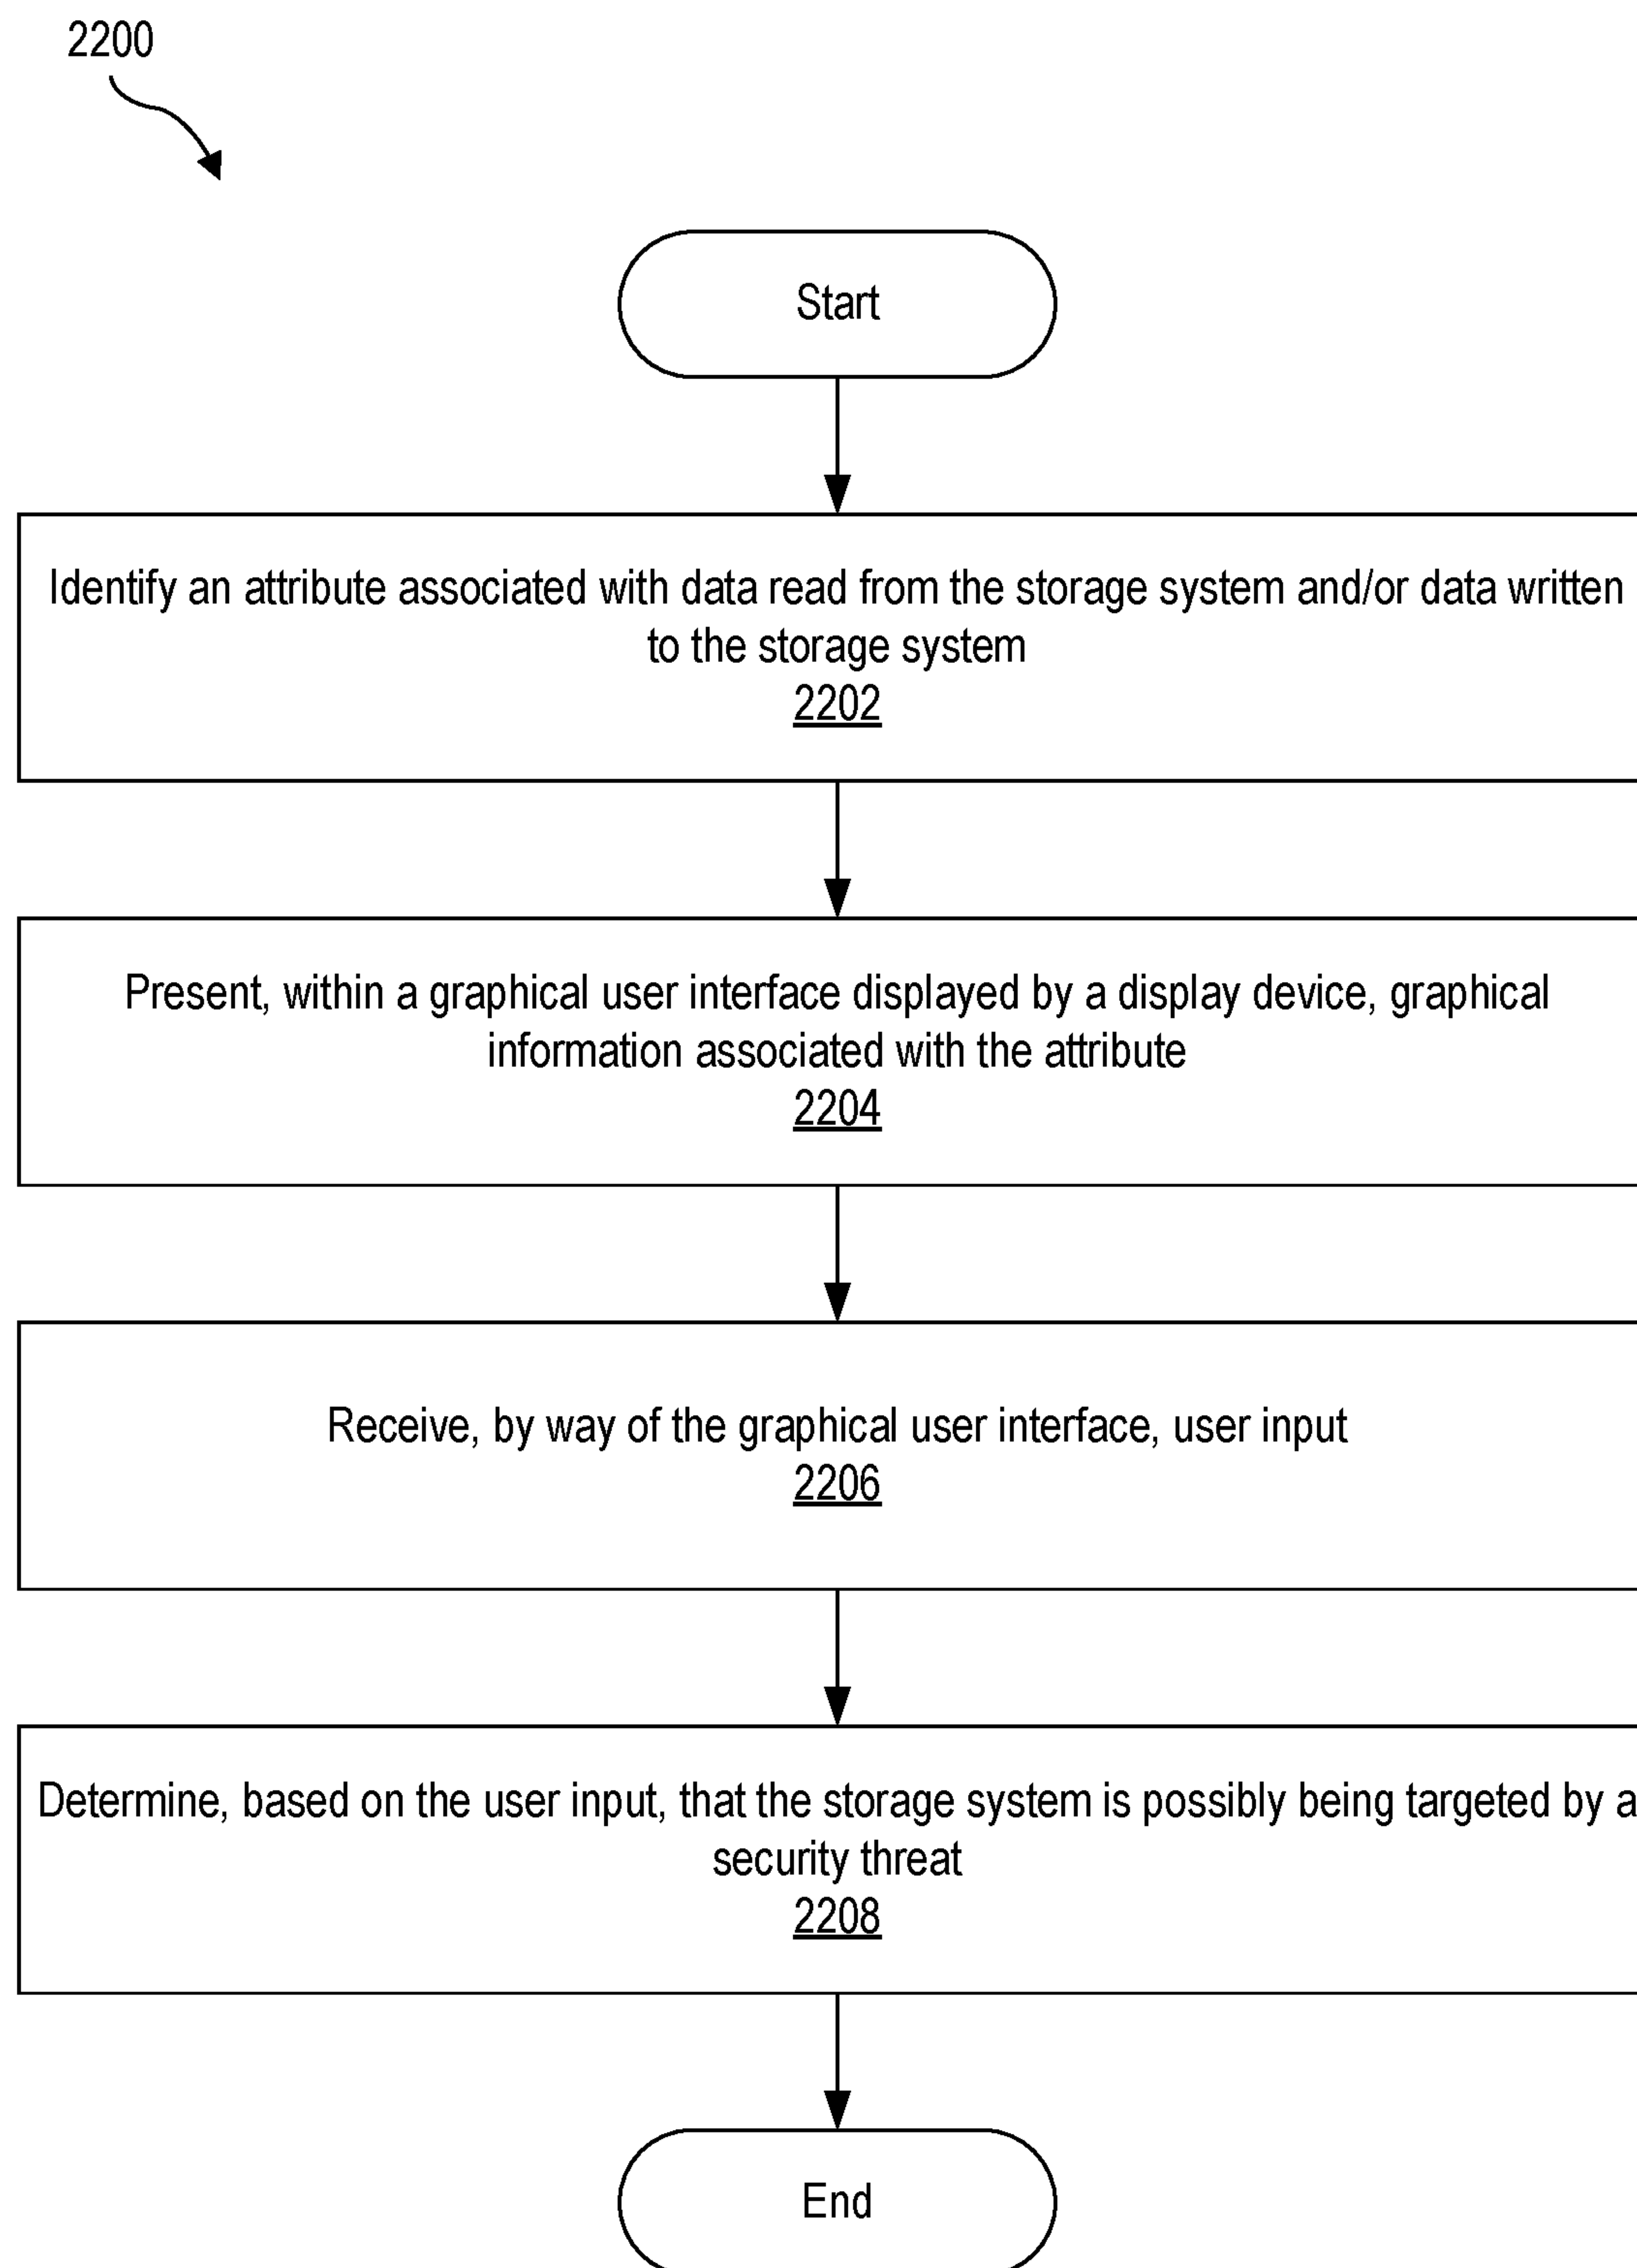 2200
Start
Identify an attribute associated with data read from the storage system and/or data written
to the storage system
2202
Present, within a graphical user interface displayed by a display device, graphical
information associated with the attribute
2204
Receive, by way of the graphical user interface, user input
2206
Determine, based on the user input, that the storage system is possibly being targeted by a
security threat
2208
End